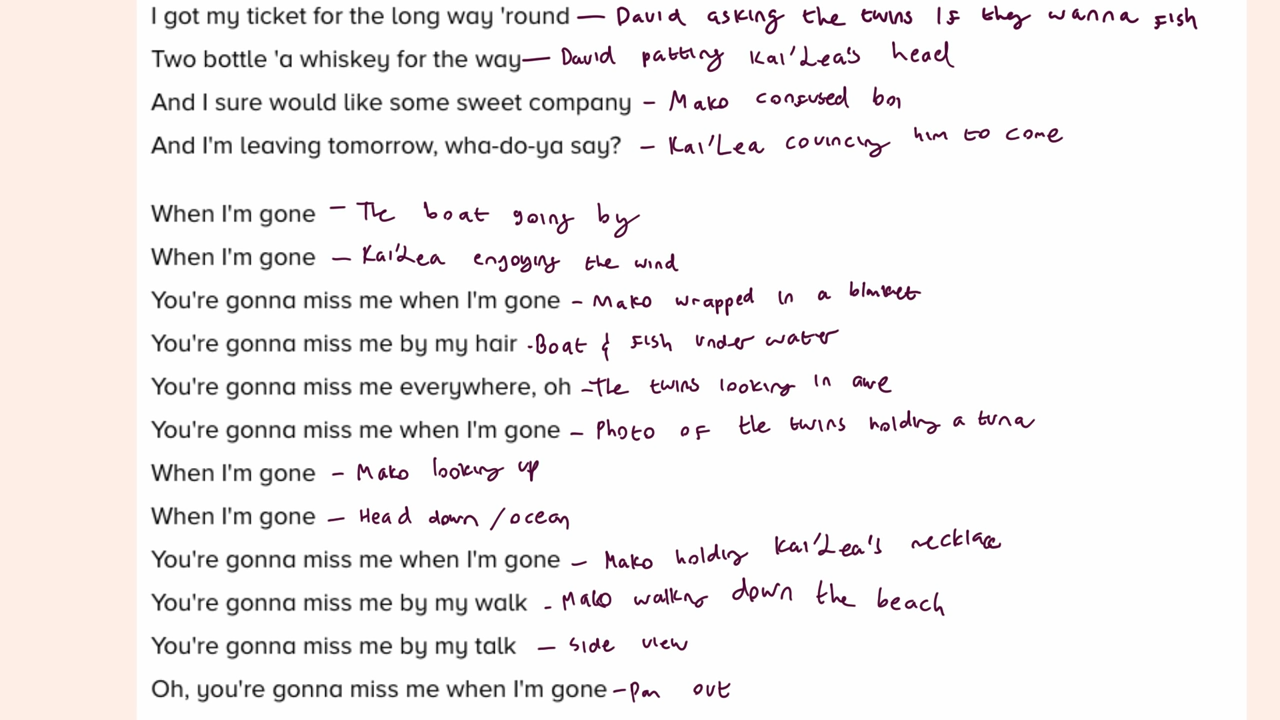 I got my ticket for the long way 'round — David asking the twins If they wanna fish
Two bottle 'a whiskey for the way— David patting Kai'Lea's head
And I sure would like some sweet company - Mako confused boi
And I'm leaving tomorrow, wha-do-ya say? - Kai'Lea covincing him to come
When I'm gone - The boat going by
When I'm gone — Kai'Lea engoying the wind
You're gonna miss me when I'm gone - Mako wrapped in a blanket
You're gonna miss me by my hair -Boat & Fish under water
You're gonna miss me everywhere, oh -The twins looking in awe
You're gonna miss me when I'm gone - Photo of the twins holding a tuna
When I'm gone - Mako looking up
When I'm gone - Head down /ocean
You're gonna miss me when I'm gone - Mako holding Kai'Lea's necklace
You're gonna miss me by my walk - Mako walking down the beach
You're gonna miss me by my talk — Side view
Oh, you're gonna miss me when I'm gone -Pan out